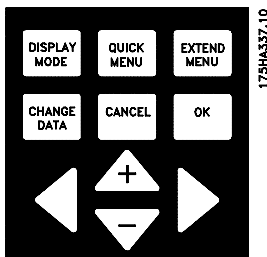 DISPLAY
MODE
QUICK
MENU
EXTEND
MENU
CHANGE
DATA
CANCEL
OK
+
−
175HA337.10